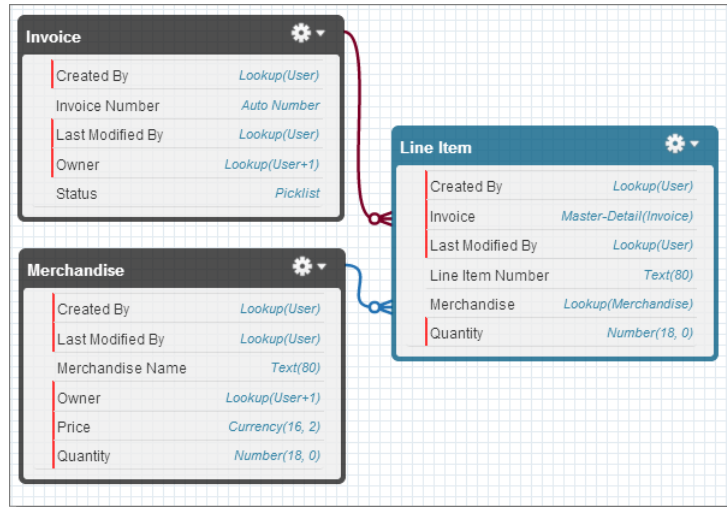 Invoice
Created By Lookup(User)
Invoice Number Auto Number
Last Modified By Lookup(User)
Owner Lookup(User+1)
Status Picklist
Merchandise
Created By Lookup(User)
Last Modified By Lookup(User)
Merchandise Name Text(80)
Owner Lookup(User+1)
Price Currency(16, 2)
Quantity Number(18, 0)
Line Item
Created By Lookup(User)
Invoice Master-Detail(Invoice)
Last Modified By Lookup(User)
Line Item Number Text(80)
Merchandise Lookup(Merchandise)
Quantity Number(18, 0)